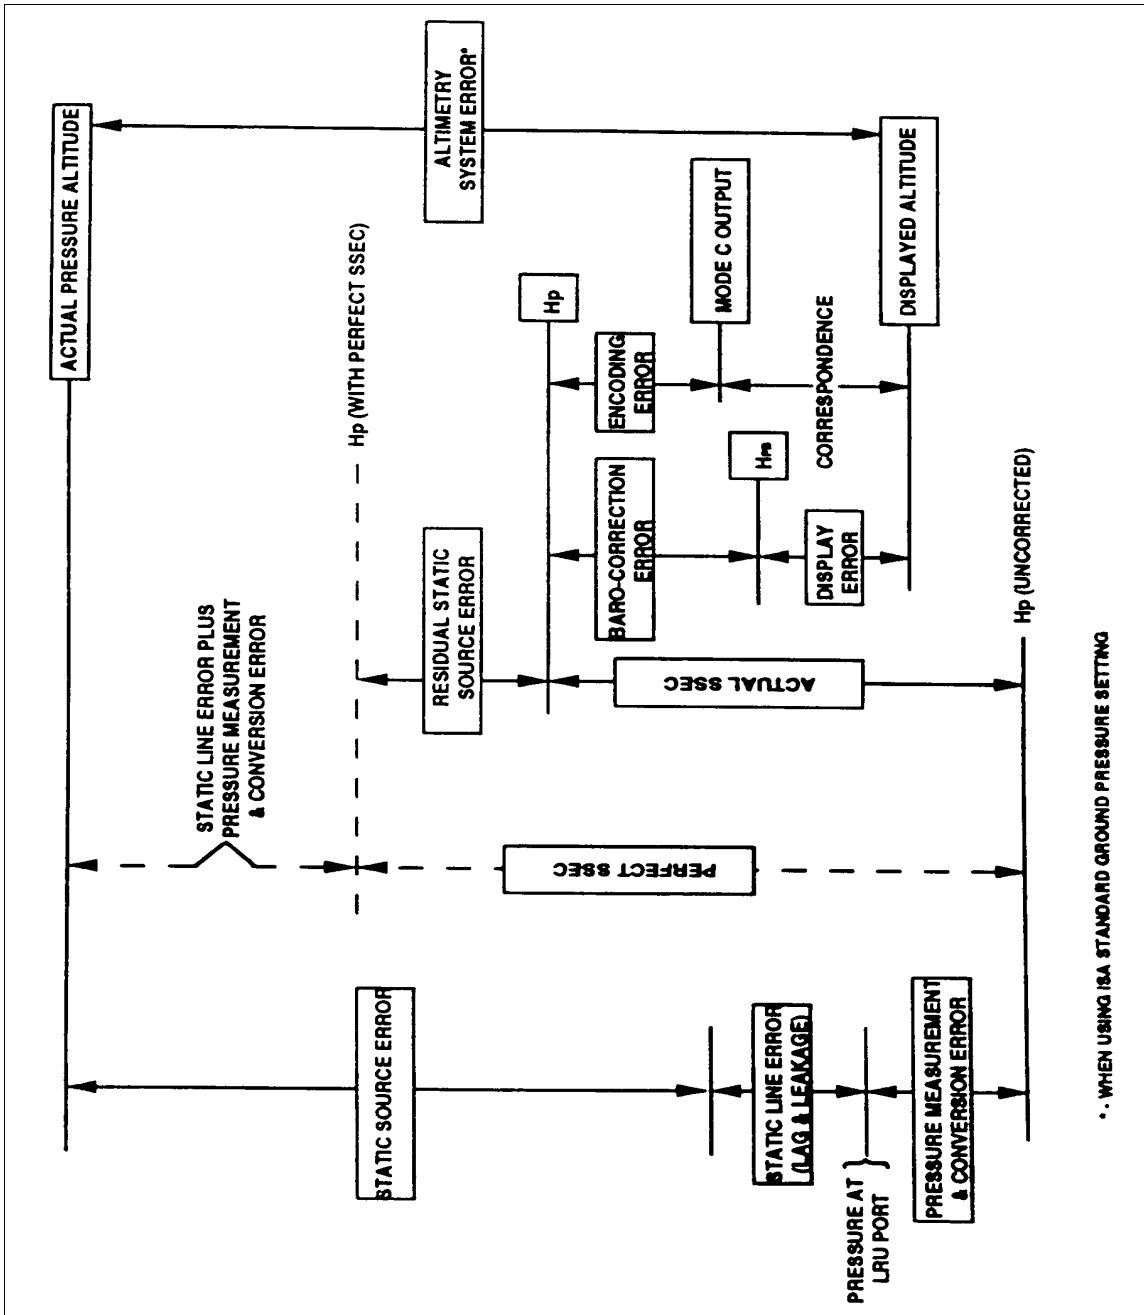 ACTUAL PRESSURE ALTITUDE
STATIC LINE ERROR PLUS
PRESSURE MEASUREMENT
& CONVERSION ERROR
Hp (WITH PERFECT SSEC)
ALTIMETRY
SYSTEM ERROR*
STATIC SOURCE ERROR
RESIDUAL STATIC
SOURCE ERROR
PERFECT SSEC
ACTUAL SSEC
Hp
BARO-CORRECTION
ERROR
ENCODING
ERROR
MODE C OUTPUT
HPB
STATIC LINE ERROR
(LAG & LEAKAGE)
DISPLAY
ERROR
CORRESPONDENCE
PRESSURE AT
LRU PORT
DISPLAYED ALTITUDE
PRESSURE MEASUREMENT
& CONVERSION ERROR
Hp (UNCORRECTED)
* - WHEN USING ISA STANDARD GROUND PRESSURE SETTING